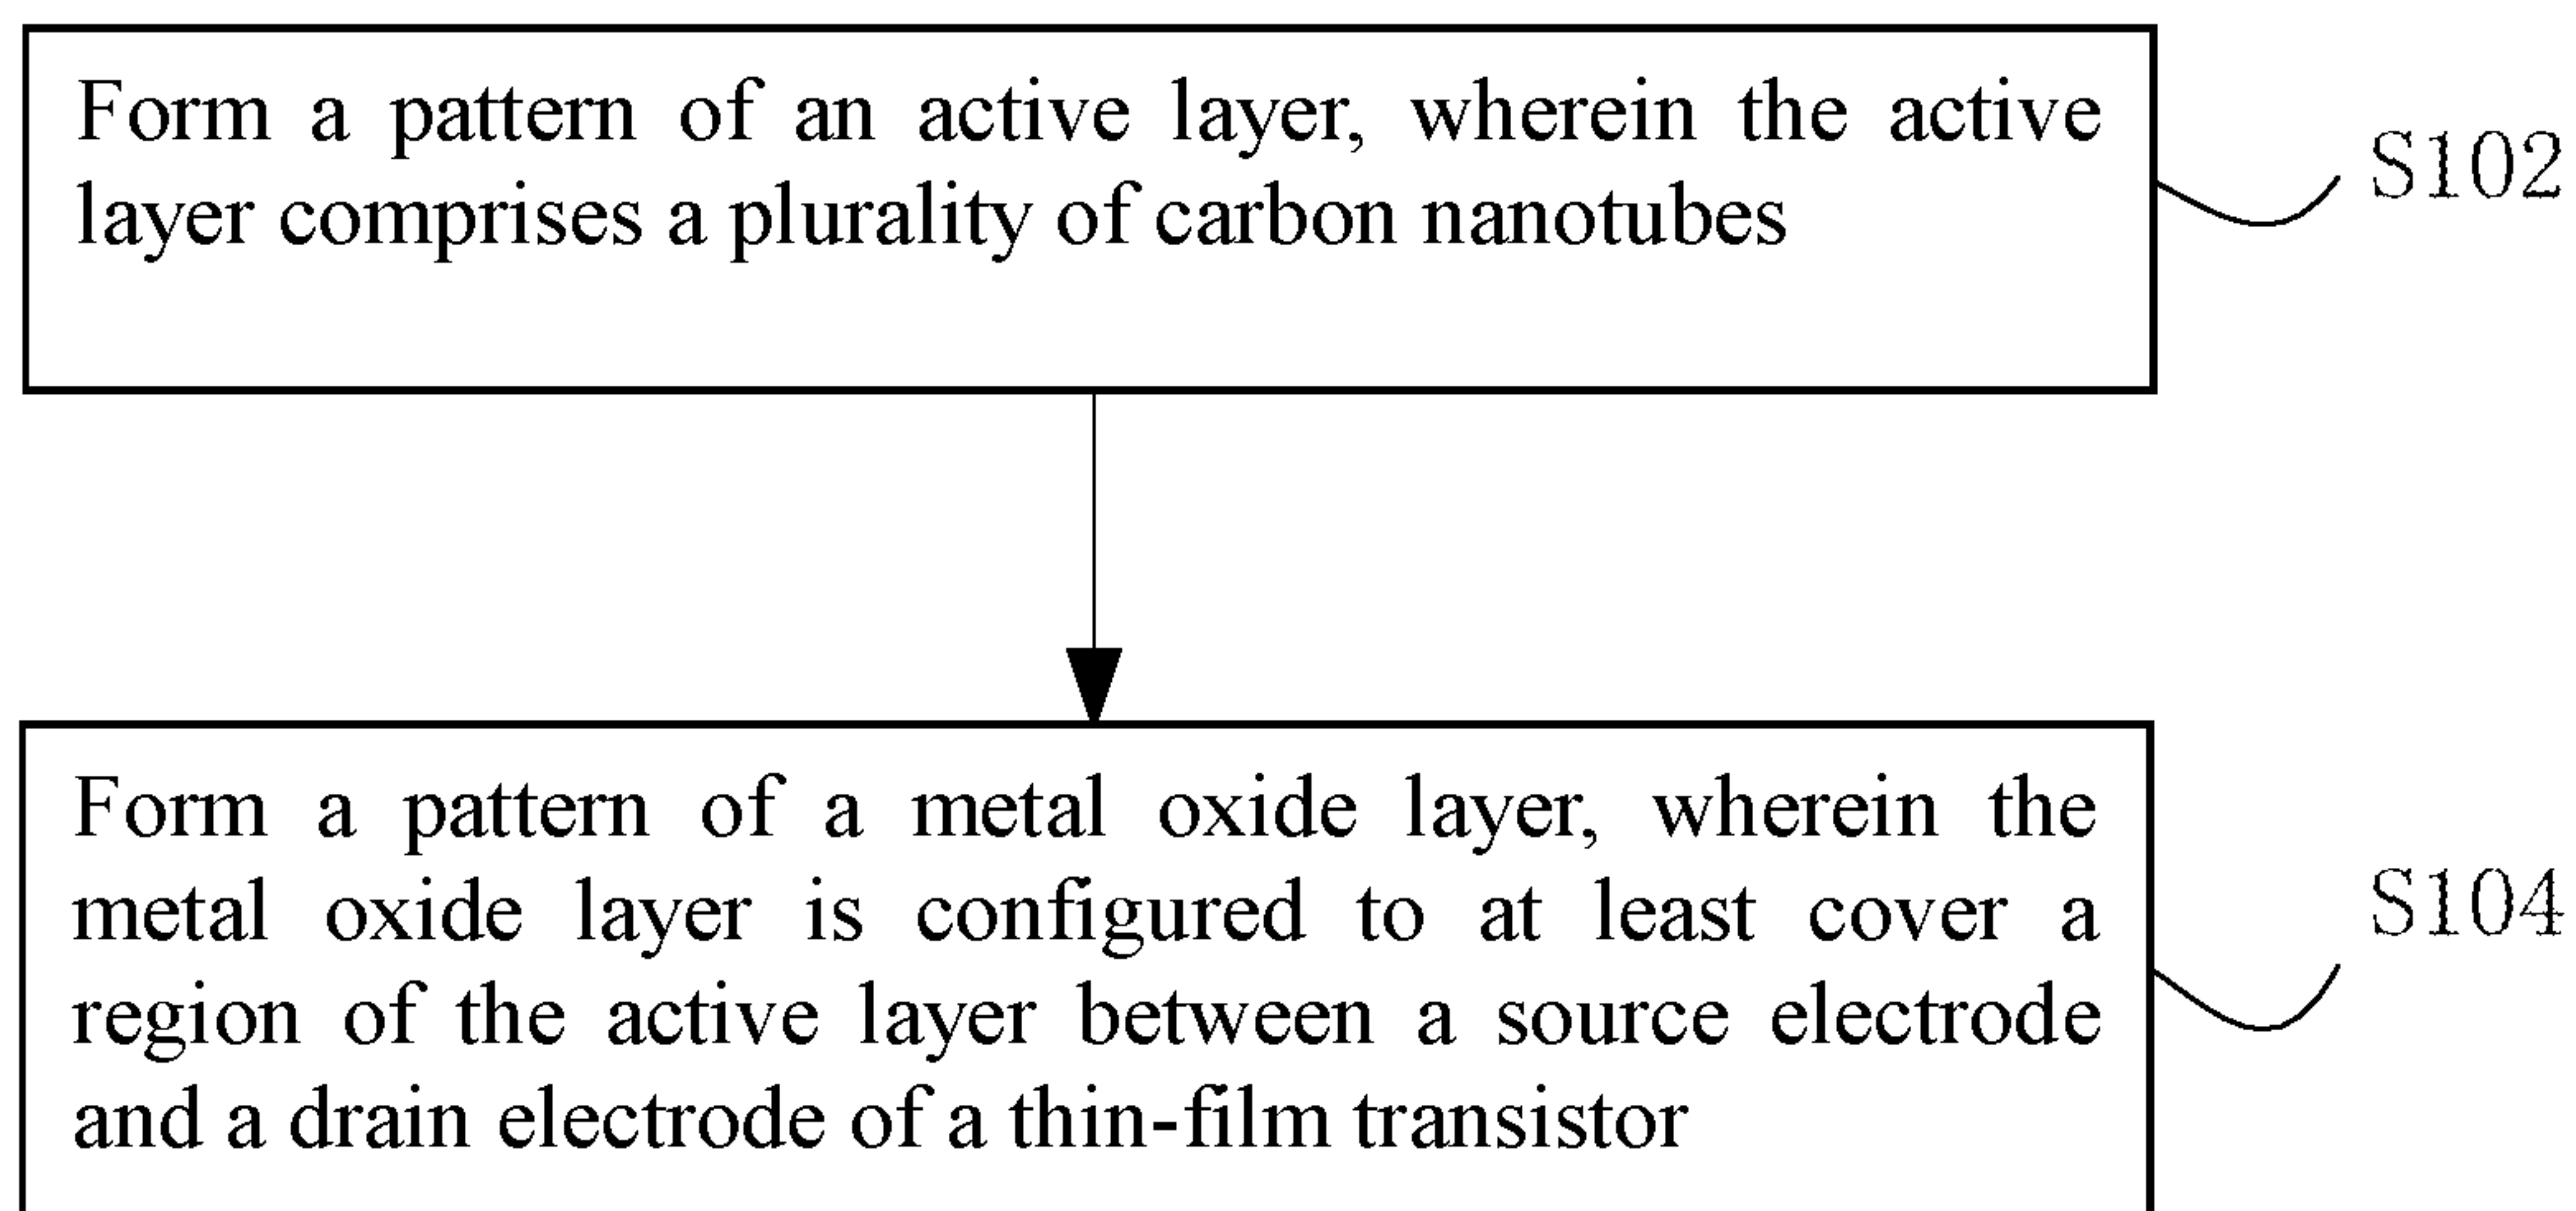 Form a pattern of an active layer, wherein the active
layer comprises a plurality of carbon nanotubes
S102
Form a pattern of a metal oxide layer, wherein the
metal oxide layer is configured to at least cover a
region of the active layer between a source electrode
and a drain electrode of a thin-film transistor
S104